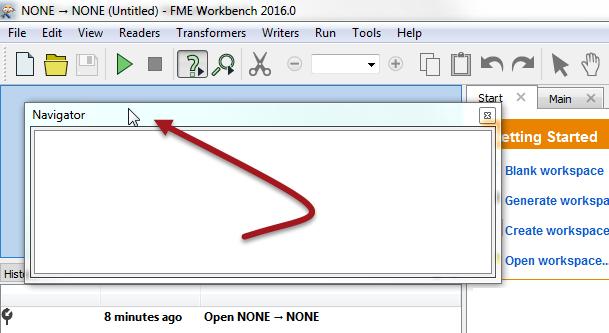 NONE → NONE (Untitled) - FME Workbench 2016.0
File Edit View Readers Transformers Writers Run Tools Help
Start Main
Navigator
etting Started
Blank workspace
Generate workspa
Create workspace
Open workspace..
Histo
8 minutes ago Open NONE → NONE